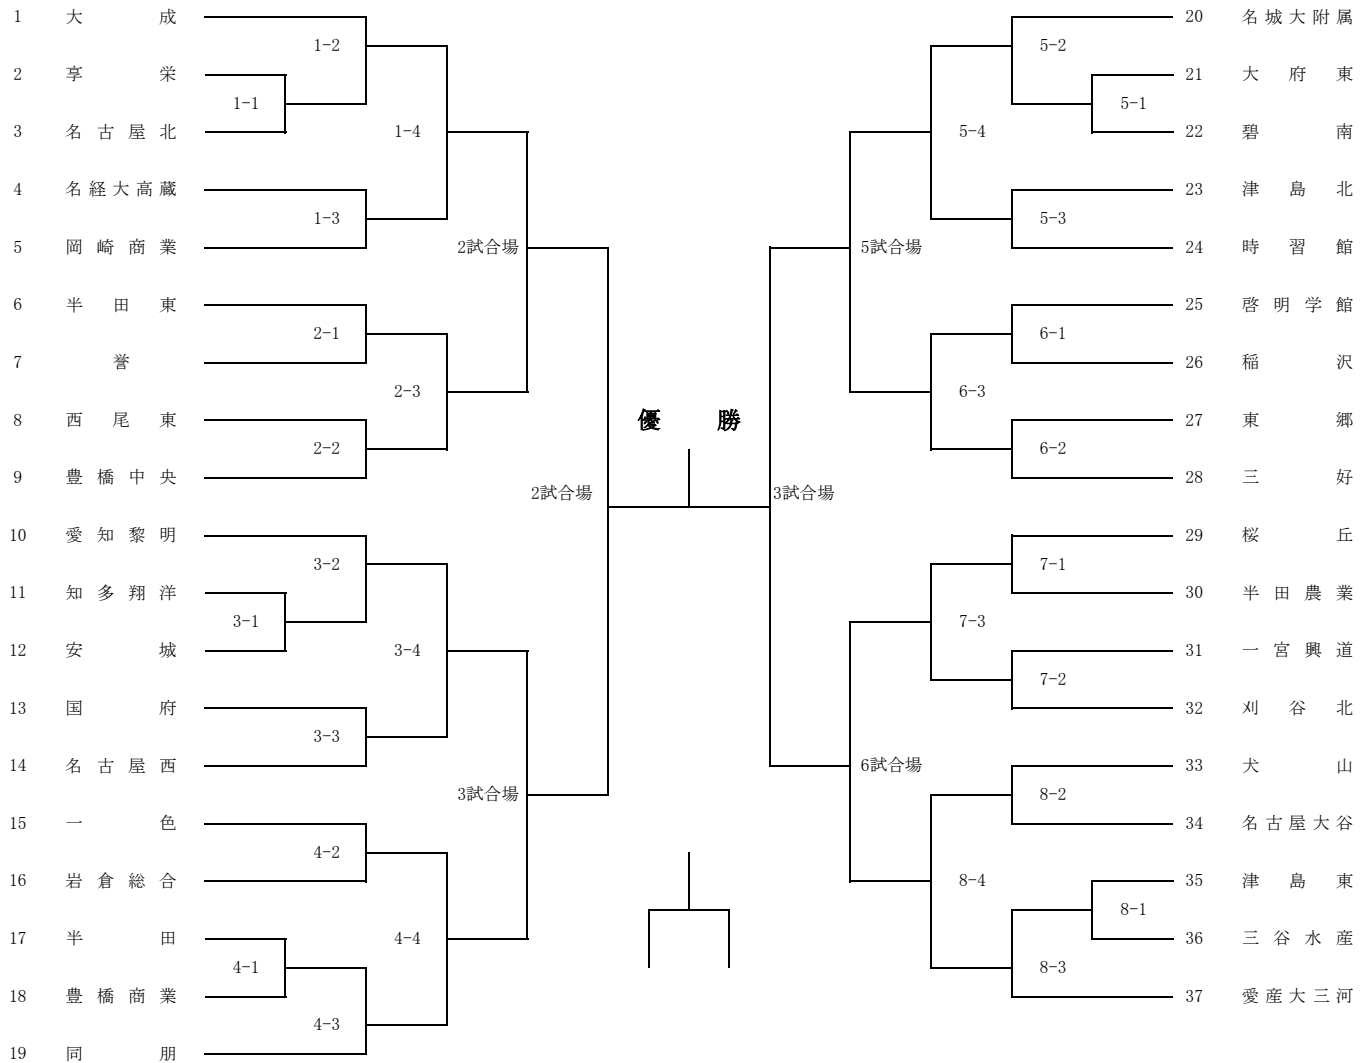 1 大成
2 享栄
3 名古屋北
4 名経大高蔵
5 岡崎商業
6 半田東
7 誉
8 西尾東
9 豊橋中央
10 愛知黎明
11 知多翔洋
12 安城
13 国府
14 名古屋西
15 一色
16 岩倉総合
17 半田
18 豊橋商業
19 同朋
1-2
1-1
1-4
1-3
2試合場
2-1
2-3
2-2
2試合場
3-2
3-1
3-4
3-3
3試合場
4-2
4-4
4-1
4-3
優勝
3試合場
5-2
5-1
5-4
5-3
5試合場
6-1
6-3
6-2
7-1
7-3
7-2
6試合場
8-2
8-4
8-1
8-3
20 名城大附属
21 大府東
22 碧南
23 津島北
24 時習館
25 啓明学館
26 稲沢
27 東郷
28 三好
29 桜丘
30 半田農業
31 一宮興道
32 刈谷北
33 犬山
34 名古屋大谷
35 津島東
36 三谷水産
37 愛産大三河